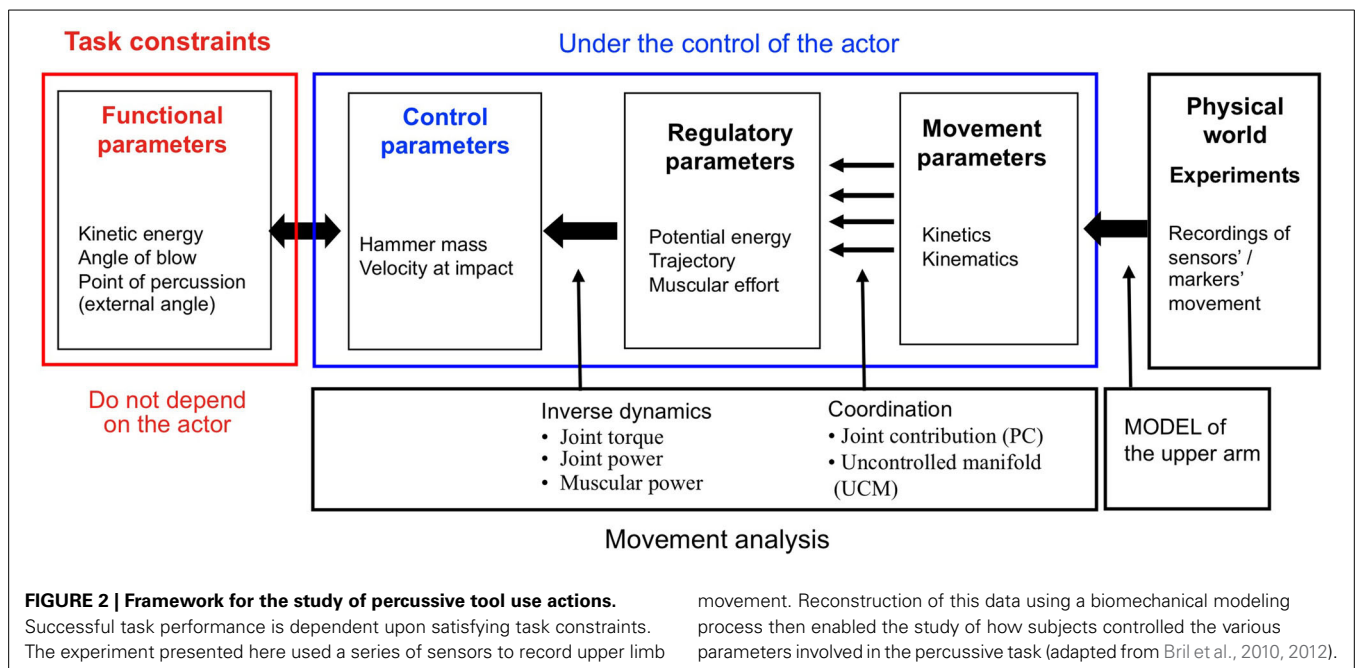 Task constraints
Under the control of the actor
Functional
parameters
Kinetic energy
Angle of blow
Point of percussion
(external angle)
Control
parameters
Hammer mass
Velocity at impact
Regulatory
parameters
Potential energy
Trajectory
Muscular effort
Movement
parameters
Kinetics
Kinematics
Physical
world
Experiments
Recordings of
sensors’ /
markers’
movement
Do not depend
on the actor
Inverse dynamics
• Joint torque
• Joint power
• Muscular power
Coordination
• Joint contribution (PC)
• Uncontrolled manifold
(UCM)
MODEL of
the upper arm
Movement analysis
FIGURE 2 | Framework for the study of percussive tool use actions.
Successful task performance is dependent upon satisfying task constraints.
The experiment presented here used a series of sensors to record upper limb
movement. Reconstruction of this data using a biomechanical modeling
process then enabled the study of how subjects controlled the various
parameters involved in the percussive task (adapted from Bril et al., 2010, 2012).